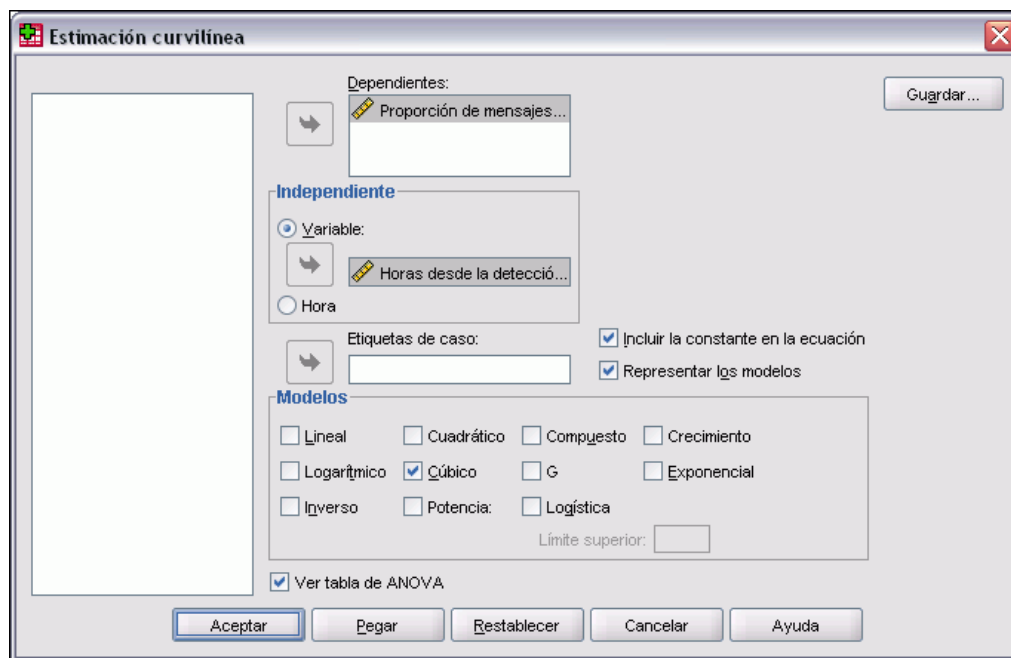 Estimación curvilínea
Dependientes:
Proporción de mensajes...
Guardar...
Independiente
Variable:
Horas desde la detecció...
Hora
Etiquetas de caso:
Incluir la constante en la ecuación
Representar los modelos
Modelos
Lineal
Cuadrático
Compuesto
Crecimiento
Logarítmico
Cúbico
G
Exponencial
Inverso
Potencia:
Logística
Límite superior:
Ver tabla de ANOVA
Aceptar
Pegar
Restablecer
Cancelar
Ayuda